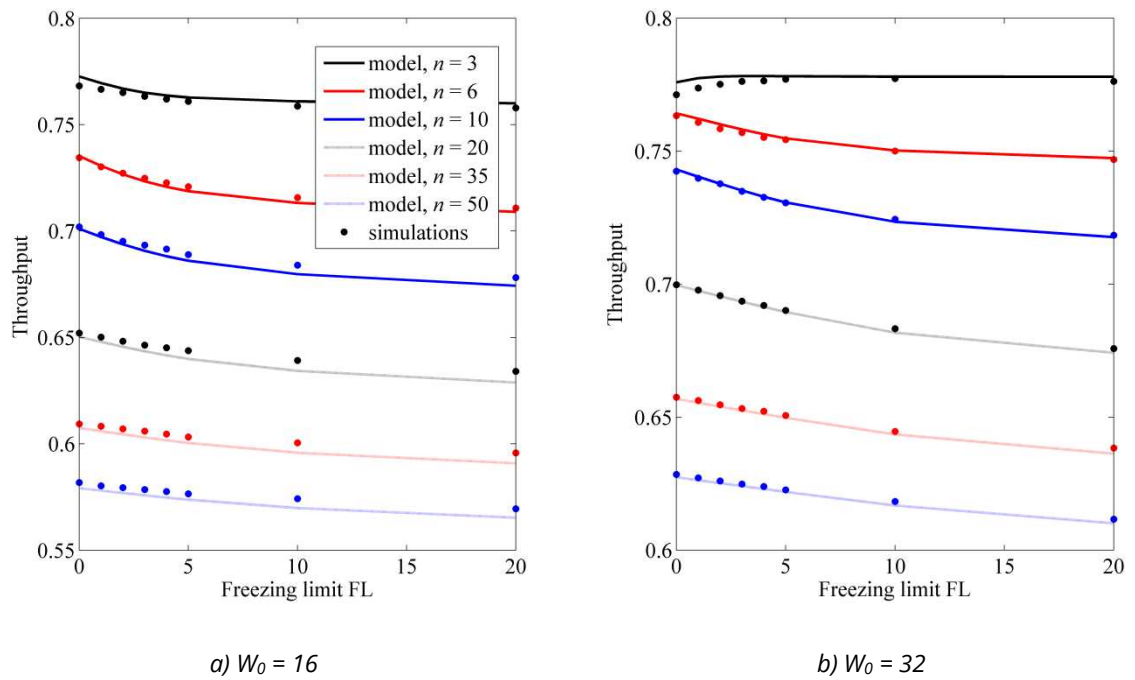 0.8
0.75
0.7
0.65
0.6
0.55
Throughput
0
5
10
15
20
Freezing limit FL
model, n = 3
model, n = 6
model, n = 10
model, n = 20
model, n = 35
model, n = 50
simulations
a) W0 = 16
0.8
0.75
0.7
0.65
0.6
Throughput
0
5
10
15
20
Freezing limit FL
b) W0 = 32